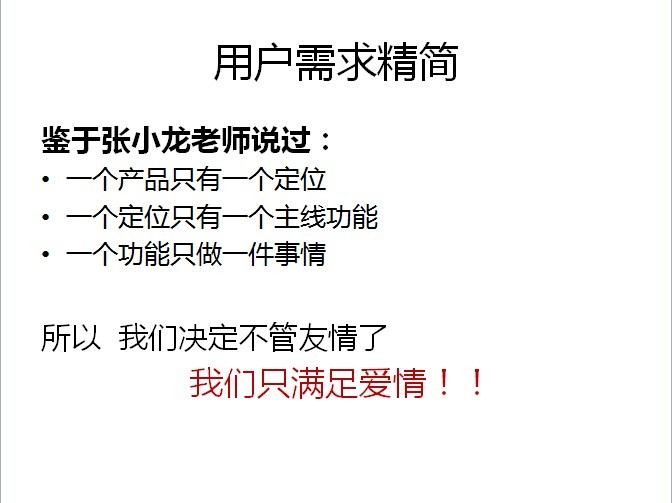 用户需求精简
鉴于张小龙老师说过：
• 一个产品只有一个定位
• 一个定位只有一个主线功能
• 一个功能只做一件事情
所以 我们决定不管友情了
我们只满足爱情！！